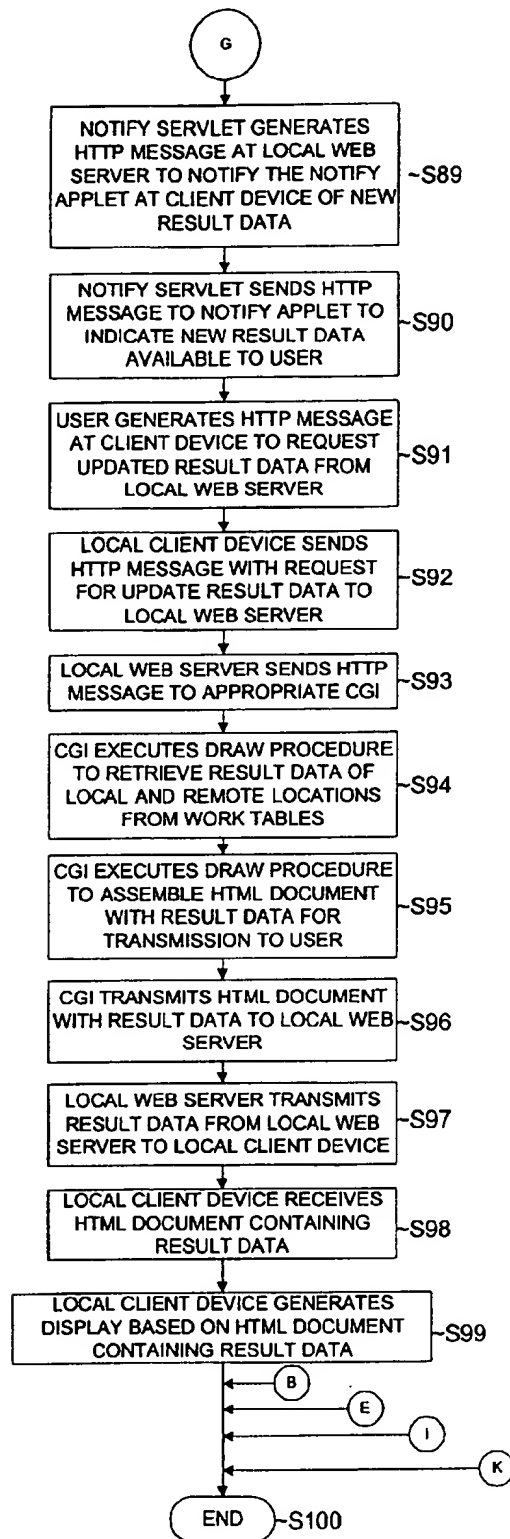 G
NOTIFY SERVLET GENERATES
HTTP MESSAGE AT LOCAL WEB
SERVER TO NOTIFY THE NOTIFY
APPLET AT CLIENT DEVICE OF NEW
RESULT DATA
~S89
NOTIFY SERVLET SENDS HTTP
MESSAGE TO NOTIFY APPLET TO
INDICATE NEW RESULT DATA
AVAILABLE TO USER
~S90
USER GENERATES HTTP MESSAGE
AT CLIENT DEVICE TO REQUEST
UPDATED RESULT DATA FROM
LOCAL WEB SERVER
~S91
LOCAL CLIENT DEVICE SENDS
HTTP MESSAGE WITH REQUEST
FOR UPDATE RESULT DATA TO
LOCAL WEB SERVER
~S92
LOCAL WEB SERVER SENDS HTTP
MESSAGE TO APPROPRIATE CGI
~S93
CGI EXECUTES DRAW PROCEDURE
TO RETRIEVE RESULT DATA OF
LOCAL AND REMOTE LOCATIONS
FROM WORK TABLES
~S94
CGI EXECUTES DRAW PROCEDURE
TO ASSEMBLE HTML DOCUMENT
WITH RESULT DATA FOR
TRANSMISSION TO USER
~S95
CGI TRANSMITS HTML DOCUMENT
WITH RESULT DATA TO LOCAL WEB
SERVER
~S96
LOCAL WEB SERVER TRANSMITS
RESULT DATA FROM LOCAL WEB
SERVER TO LOCAL CLIENT DEVICE
~S97
LOCAL CLIENT DEVICE RECEIVES
HTML DOCUMENT CONTAINING
RESULT DATA
~S98
LOCAL CLIENT DEVICE GENERATES
DISPLAY BASED ON HTML DOCUMENT
CONTAINING RESULT DATA
~S99
B
E
I
K
END
~S100